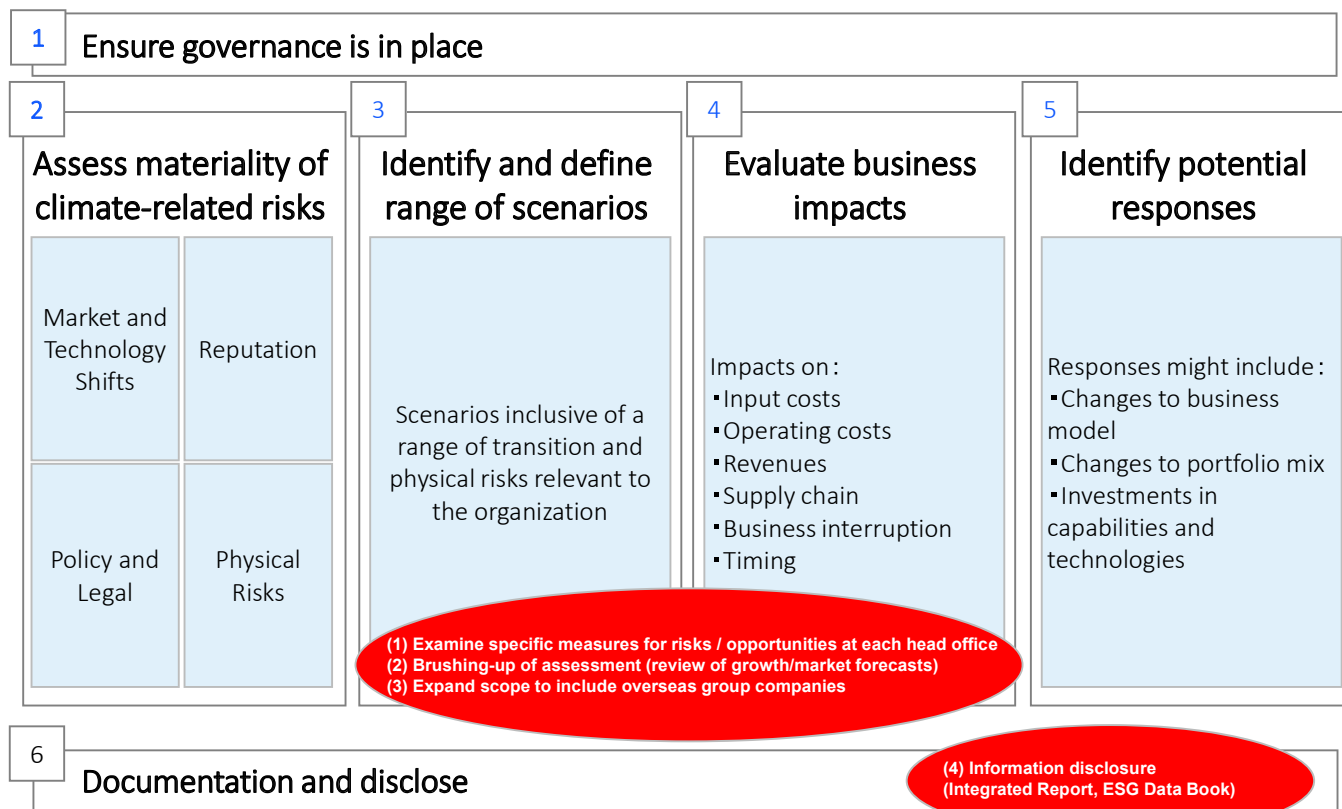 1
Ensure governance is in place
2
Assess materiality of
climate-related risks
Market and
Technology
Shifts
Reputation
Policy and
Legal
Physical
Risks
3
Identify and define
range of scenarios
Scenarios inclusive of a
range of transition and
physical risks relevant to
the organization
4
Evaluate business
impacts
Impacts on：
▪Input costs
▪Operating costs
▪Revenues
▪Supply chain
▪Business interruption
▪Timing
5
Identify potential
responses
Responses might include：
▪Changes to business
model
▪Changes to portfolio mix
▪Investments in
capabilities and
technologies
(1) Examine specific measures for risks / opportunities at each head office
(2) Brushing-up of assessment (review of growth/market forecasts)
(3) Expand scope to include overseas group companies
6
Documentation and disclose
(4) Information disclosure
(Integrated Report, ESG Data Book)